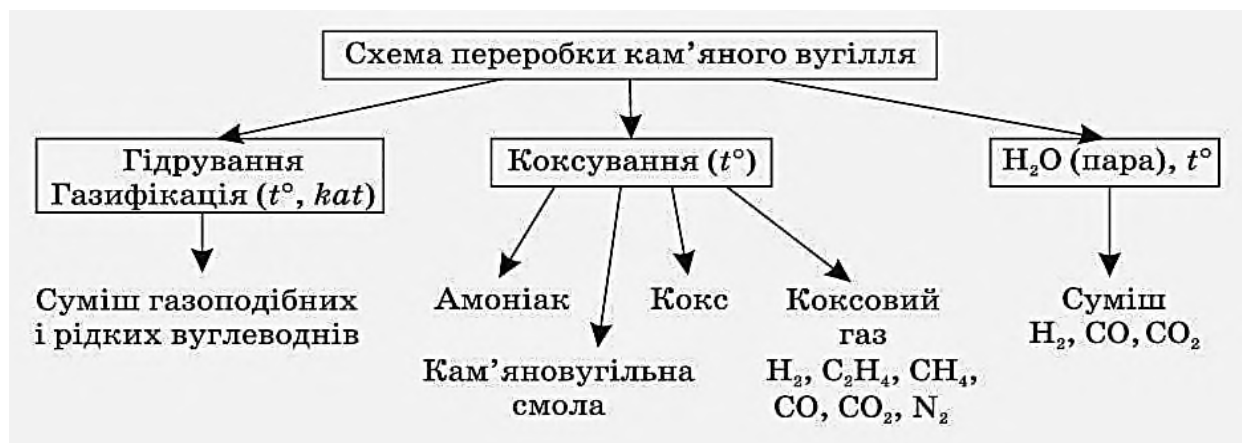 Схема переробки кам’яного вугілля
Гідрування
Газифікація (t°, kat)
Коксування (t°)
H₂O (пара), t°
Суміш газоподібних
і рідких вуглеводнів
Амоніак
Кам’яновугільна
смола
Кокс
Коксовий
газ
H₂, C₂H₄, CH₄,
CO, CO₂, N₂
Суміш
H₂, CO, CO₂